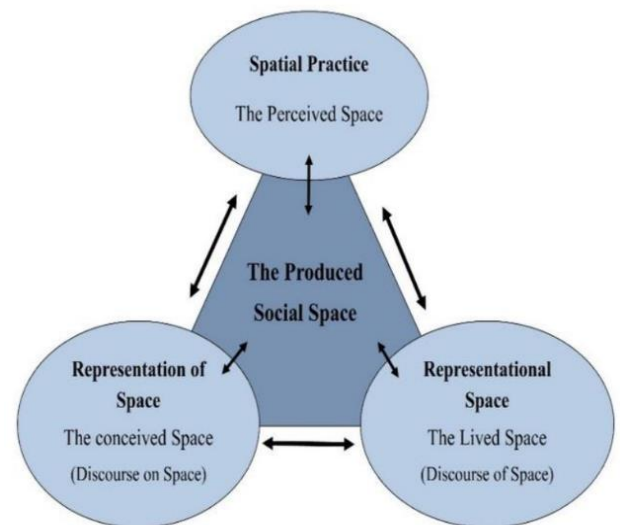 Spatial Practice
The Perceived Space
The Produced
Social Space
Representation of
Space
The conceived Space
(Discourse on Space)
Representational
Space
The Lived Space
(Discourse of Space)